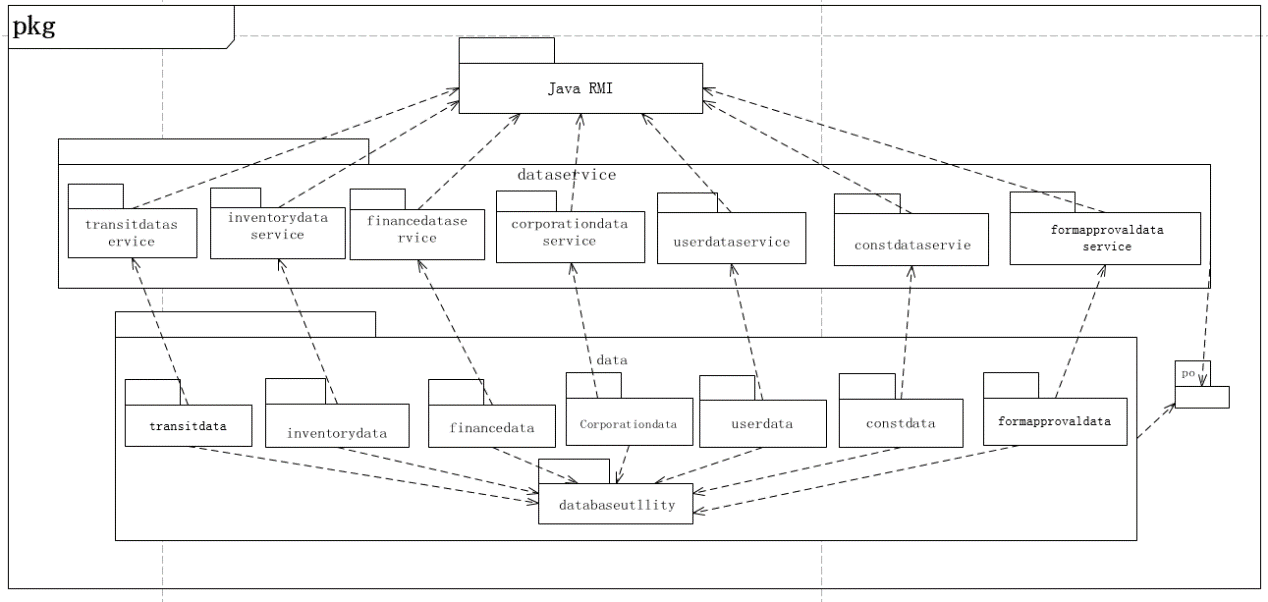 pkg
Java RMI
dataservice
transitdatas
ervice
inventorydata
service
financedatase
rvice
corporationdata
service
userdataservice
constdataservie
formapprovaldata
service
data
po
transitdata
inventorydata
financedata
Corporationdata
userdata
constdata
formapprovaldata
databaseutllity